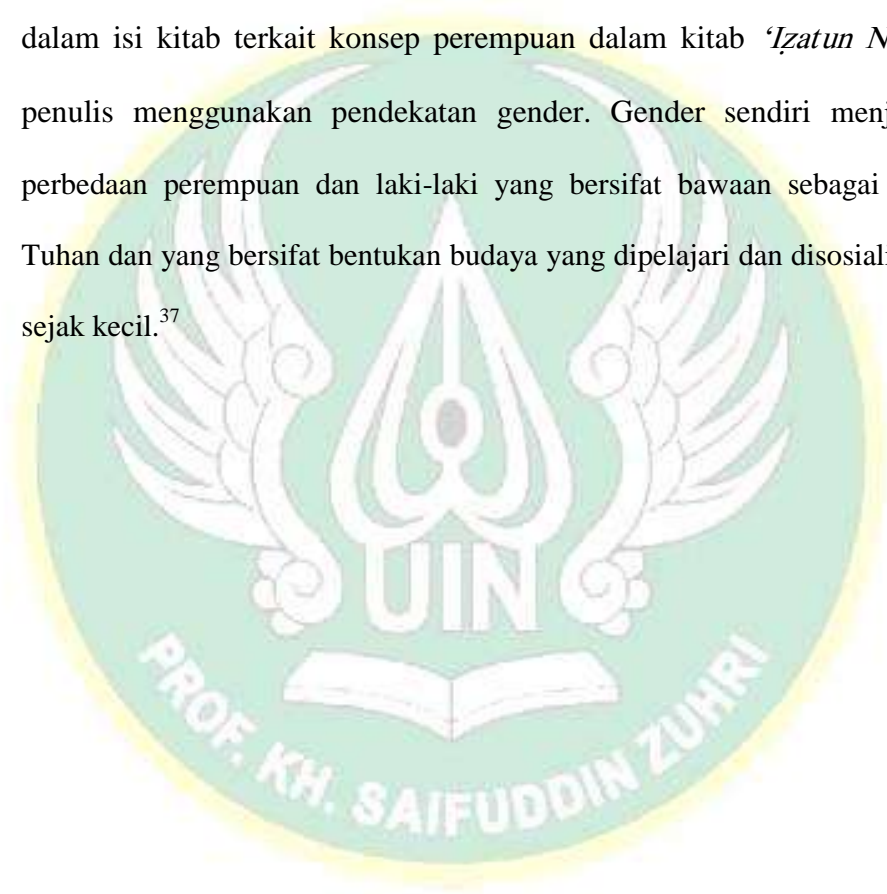 dalam isi kitab terkait konsep perempuan dalam kitab ‘Iẓatun
penulis menggunakan pendekatan gender. Gender sendiri
perbedaan perempuan dan laki-laki yang bersifat bawaan sebagai
Tuhan dan yang bersifat bentukan budaya yang dipelajari dan
sejak kecil.37
UIN
PROF. KH. SAIFUDDIN ZUHRI